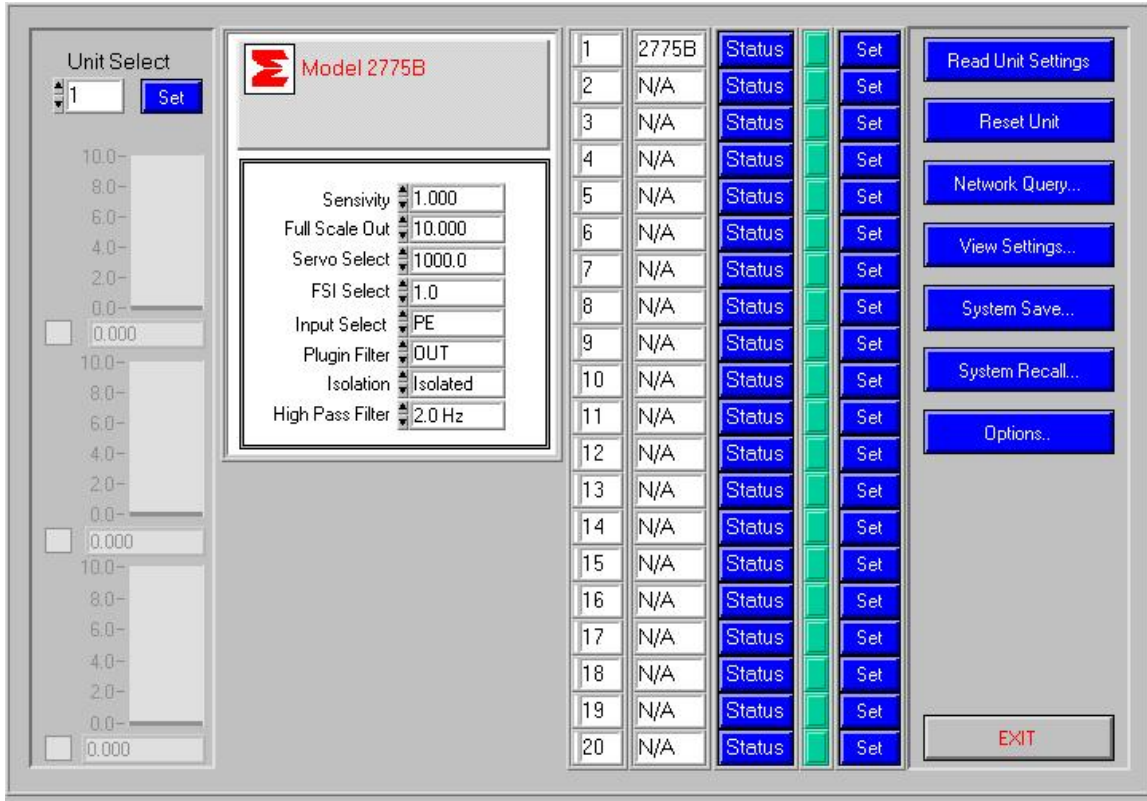 Unit Select
1 Set
10.0
8.0
6.0
4.0
2.0
0.0
0.000
10.0
8.0
6.0
4.0
2.0
0.0
0.000
10.0
8.0
6.0
4.0
2.0
0.0
0.000
Model 2775B
Sensivity 1.000
Full Scale Out 10.000
Servo Select 1000.0
FSI Select 1.0
Input Select PE
Plugin Filter OUT
Isolation Isolated
High Pass Filter 2.0 Hz
1 2775B Status Set
2 N/A Status Set
3 N/A Status Set
4 N/A Status Set
5 N/A Status Set
6 N/A Status Set
7 N/A Status Set
8 N/A Status Set
9 N/A Status Set
10 N/A Status Set
11 N/A Status Set
12 N/A Status Set
13 N/A Status Set
14 N/A Status Set
15 N/A Status Set
16 N/A Status Set
17 N/A Status Set
18 N/A Status Set
19 N/A Status Set
20 N/A Status Set
Read Unit Settings
Reset Unit
Network Query...
View Settings...
System Save...
System Recall...
Options..
EXIT